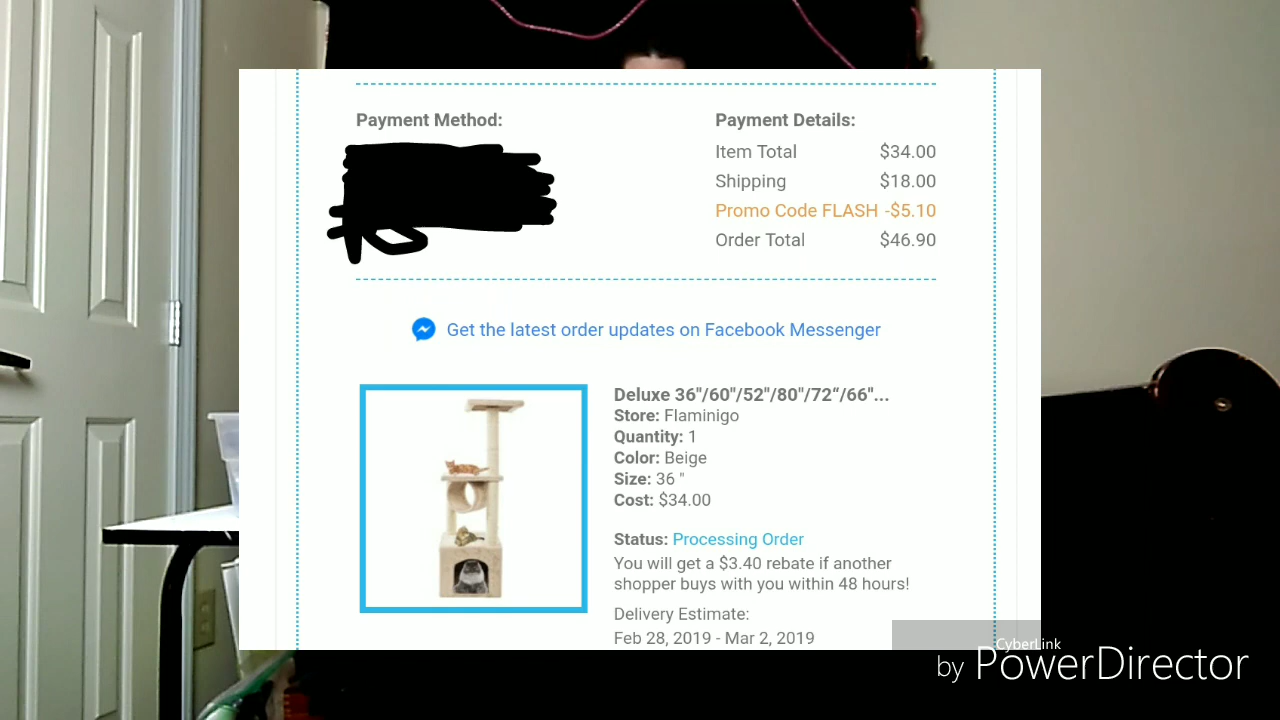 Payment Method:
Payment Details:
Item Total $34.00
Shipping $18.00
Promo Code FLASH -$5.10
Order Total $46.90
Get the latest order updates on Facebook Messenger
Deluxe 36"/60"/52"/80"/72“/66"...
Store: Flaminigo
Quantity: 1
Color: Beige
Size: 36 "
Cost: $34.00
Status: Processing Order
You will get a $3.40 rebate if another
shopper buys with you within 48 hours!
Delivery Estimate:
Feb 28, 2019 - Mar 2, 2019
CyberLink
by PowerDirector